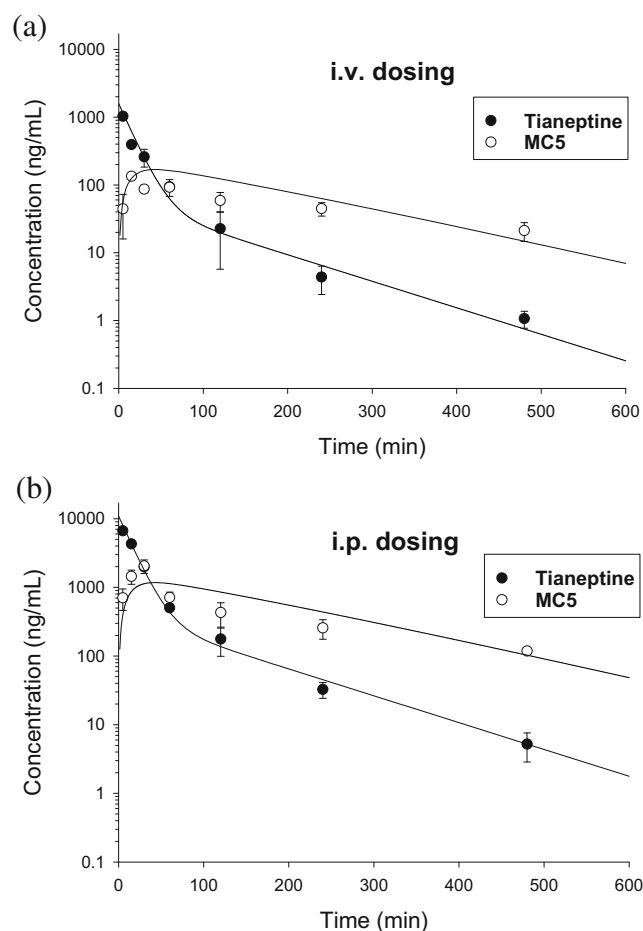 (a)
i.v. dosing
Tianeptine
MC5
Concentration (ng/mL)
10000
1000
100
10
1
0.1
0 100 200 300 400 500 600
Time (min)
(b)
i.p. dosing
Tianeptine
MC5
Concentration (ng/mL)
10000
1000
100
10
1
0.1
0 100 200 300 400 500 600
Time (min)